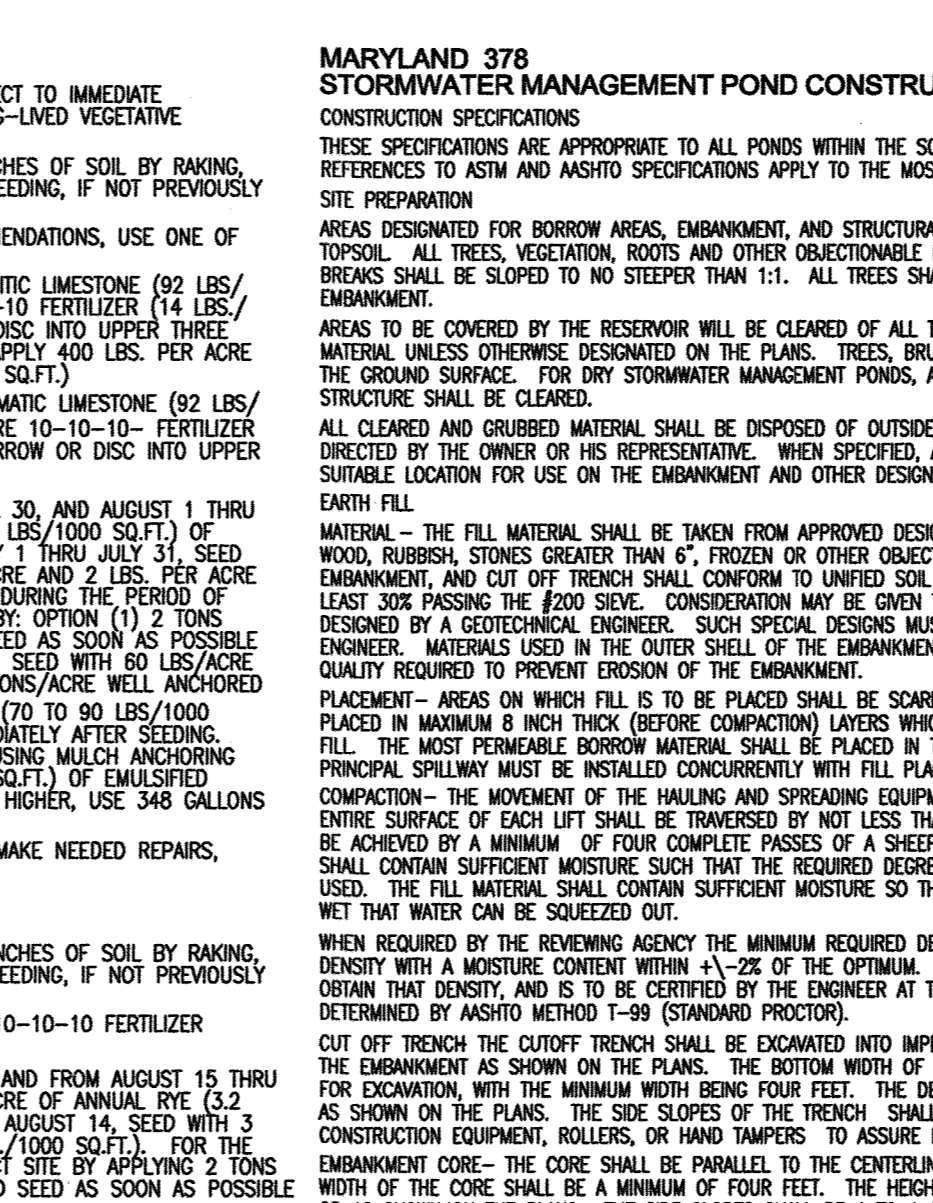 CT TO IMMEDIATE
–LIVED VEGETATIVE
CHES OF SOIL BY RAKING,
EEDING, IF NOT PREVIOUSLY
ENDATIONS, USE ONE OF
TIC LIMESTONE (92 LBS/
-10 FERTILIZER (14 LBS./
DISC INTO UPPER THREE
PPLY 400 LBS. PER ACRE
SQ.FT.)
MATIC LIMESTONE (92 LBS/
RE 10-10-10- FERTILIZER
RROW OR DISC INTO UPPER
30, AND AUGUST 1 THRU
LBS/1000 SQ.FT.) OF
Y 1 THRU JULY 31, SEED
CRE AND 2 LBS. PER ACRE
DURING THE PERIOD OF
BY: OPTION (1) 2 TONS
EED AS SOON AS POSSIBLE
SEED WITH 60 LBS/ACRE
ONS/ACRE WELL ANCHORED
(70 TO 90 LBS/1000
DIATELY AFTER SEEDING.
USING MULCH ANCHORING
SQ.FT.) OF EMULSIFIED
HIGHER, USE 348 GALLONS
MAKE NEEDED REPAIRS,
NCHES OF SOIL BY RAKING,
EEDING, IF NOT PREVIOUSLY
0-10-10 FERTILIZER
AND FROM AUGUST 15 THRU
CRE OF ANNUAL RYE (3.2
AUGUST 14, SEED WITH 3
./1000 SQ.FT.). FOR THE
CT SITE BY APPLYING 2 TONS
D SEED AS SOON AS POSSIBLE
MARYLAND 378
STORMWATER MANAGEMENT POND CONSTRU
CONSTRUCTION SPECIFICATIONS
THESE SPECIFICATIONS ARE APPROPRIATE TO ALL PONDS WITHIN THE SC
REFERENCES TO ASTM AND AASHTO SPECIFICATIONS APPLY TO THE MOS
SITE PREPARATION
AREAS DESIGNATED FOR BORROW AREAS, EMBANKMENT, AND STRUCTURA
TOPSOIL. ALL TREES, VEGETATION, ROOTS AND OTHER OBJECTIONABLE
BREAKS SHALL BE SLOPED TO NO STEEPER THAN 1:1. ALL TREES SHA
EMBANKMENT.
AREAS TO BE COVERED BY THE RESERVOIR WILL BE CLEARED OF ALL T
MATERIAL UNLESS OTHERWISE DESIGNATED ON THE PLANS. TREES, BRU
THE GROUND SURFACE. FOR DRY STORMWATER MANAGEMENT PONDS, A
STRUCTURE SHALL BE CLEARED.
ALL CLEARED AND GRUBBED MATERIAL SHALL BE DISPOSED OF OUTSIDE
DIRECTED BY THE OWNER OR HIS REPRESENTATIVE. WHEN SPECIFIED, A
SUITABLE LOCATION FOR USE ON THE EMBANKMENT AND OTHER DESIGN
EARTH FILL
MATERIAL – THE FILL MATERIAL SHALL BE TAKEN FROM APPROVED DESIG
WOOD, RUBBISH, STONES GREATER THAN 6", FROZEN OR OTHER OBJECT
EMBANKMENT, AND CUT OFF TRENCH SHALL CONFORM TO UNIFIED SOIL
LEAST 30% PASSING THE #200 SIEVE. CONSIDERATION MAY BE GIVEN
DESIGNED BY A GEOTECHNICAL ENGINEER. SUCH SPECIAL DESIGNS MUS
ENGINEER. MATERIALS USED IN THE OUTER SHELL OF THE EMBANKMEN
QUALITY REQUIRED TO PREVENT EROSION OF THE EMBANKMENT.
PLACEMENT– AREAS ON WHICH FILL IS TO BE PLACED SHALL BE SCARI
PLACED IN MAXIMUM 8 INCH THICK (BEFORE COMPACTION) LAYERS WHIC
FILL. THE MOST PERMEABLE BORROW MATERIAL SHALL BE PLACED IN T
PRINCIPAL SPILLWAY MUST BE INSTALLED CONCURRENTLY WITH FILL PLA
COMPACTION– THE MOVEMENT OF THE HAULING AND SPREADING EQUIPM
ENTIRE SURFACE OF EACH LIFT SHALL BE TRAVERSED BY NOT LESS THA
BE ACHIEVED BY A MINIMUM OF FOUR COMPLETE PASSES OF A SHEEP
SHALL CONTAIN SUFFICIENT MOISTURE SUCH THAT THE REQUIRED DEGRE
USED. THE FILL MATERIAL SHALL CONTAIN SUFFICIENT MOISTURE SO TH
WET THAT WATER CAN BE SQUEEZED OUT.
WHEN REQUIRED BY THE REVIEWING AGENCY THE MINIMUM REQUIRED DE
DENSITY WITH A MOISTURE CONTENT WITHIN +\-2% OF THE OPTIMUM.
OBTAIN THAT DENSITY, AND IS TO BE CERTIFIED BY THE ENGINEER AT T
DETERMINED BY AASHTO METHOD T-99 (STANDARD PROCTOR).
CUT OFF TRENCH THE CUTOFF TRENCH SHALL BE EXCAVATED INTO IMPE
THE EMBANKMENT AS SHOWN ON THE PLANS. THE BOTTOM WIDTH OF
FOR EXCAVATION, WITH THE MINIMUM WIDTH BEING FOUR FEET. THE DE
AS SHOWN ON THE PLANS. THE SIDE SLOPES OF THE TRENCH SHALL
CONSTRUCTION EQUIPMENT, ROLLERS, OR HAND TAMPERS TO ASSURE
EMBANKMENT CORE– THE CORE SHALL BE PARALLEL TO THE CENTERLIN
WIDTH OF THE CORE SHALL BE A MINIMUM OF FOUR FEET. THE HEIGH